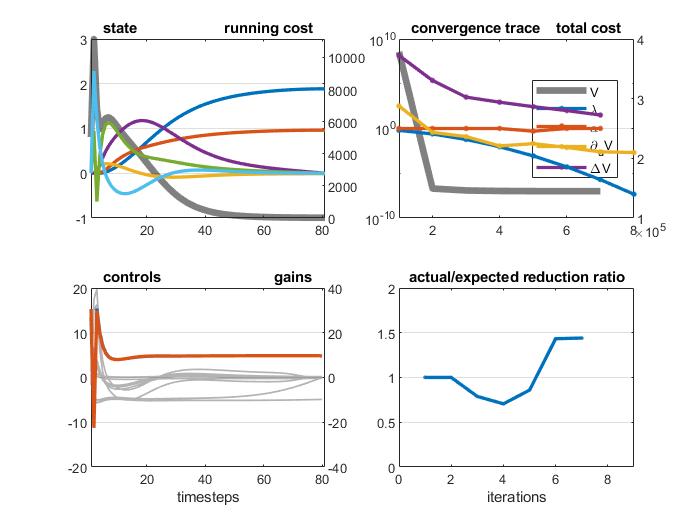 state running cost
3
2
1
0
-1
10000
8000
6000
4000
2000
0
20 40 60 80
convergence trace total cost
10^10
10^0
10^-10
4
3
2
1
2 4 6 8
×10^5
V
λ
α
∂_uV
ΔV
controls gains
20
10
0
-10
-20
40
20
0
-20
-40
20 40 60 80
timesteps
actual/expected reduction ratio
2
1.5
1
0.5
0
0 2 4 6 8
iterations